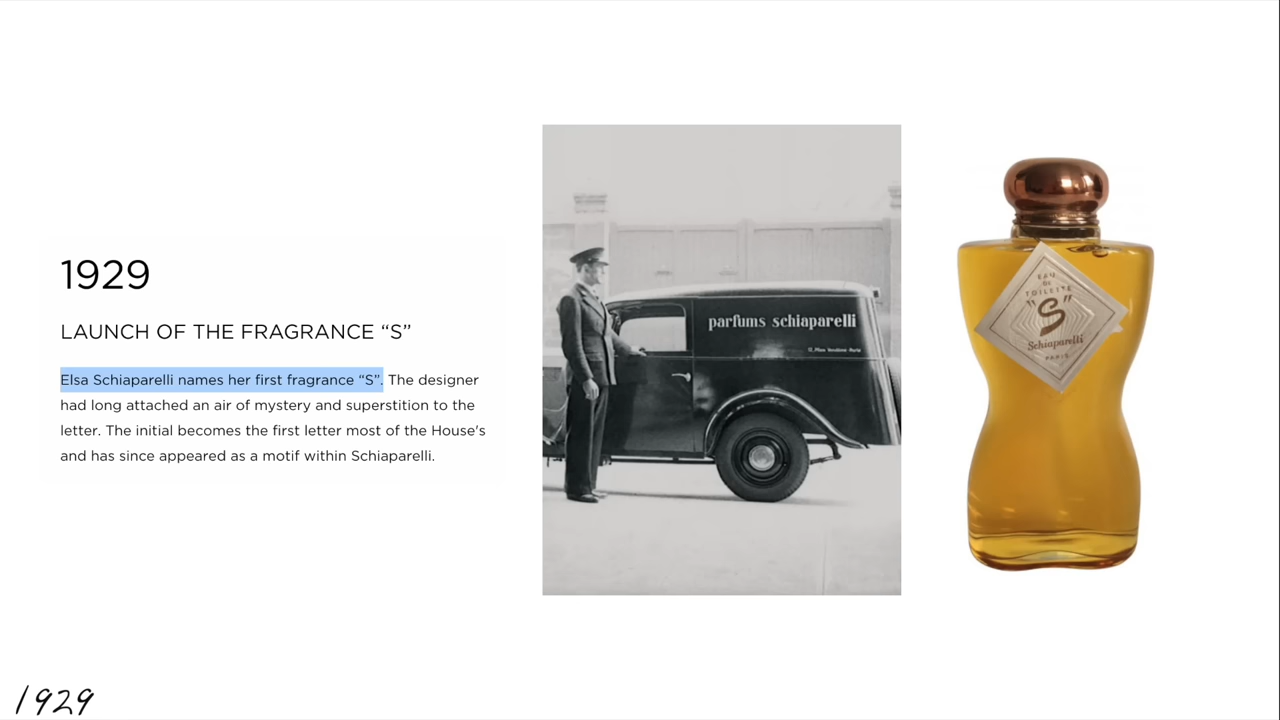 1929
LAUNCH OF THE FRAGRANCE “S”
Elsa Schiaparelli names her first fragrance “S”. The designer
had long attached an air of mystery and superstition to the
letter. The initial becomes the first letter most of the House's
and has since appeared as a motif within Schiaparelli.
parfums schiaparelli
EAU
de
TOILETTE
"S"
Schiaparelli
PARIS
1929